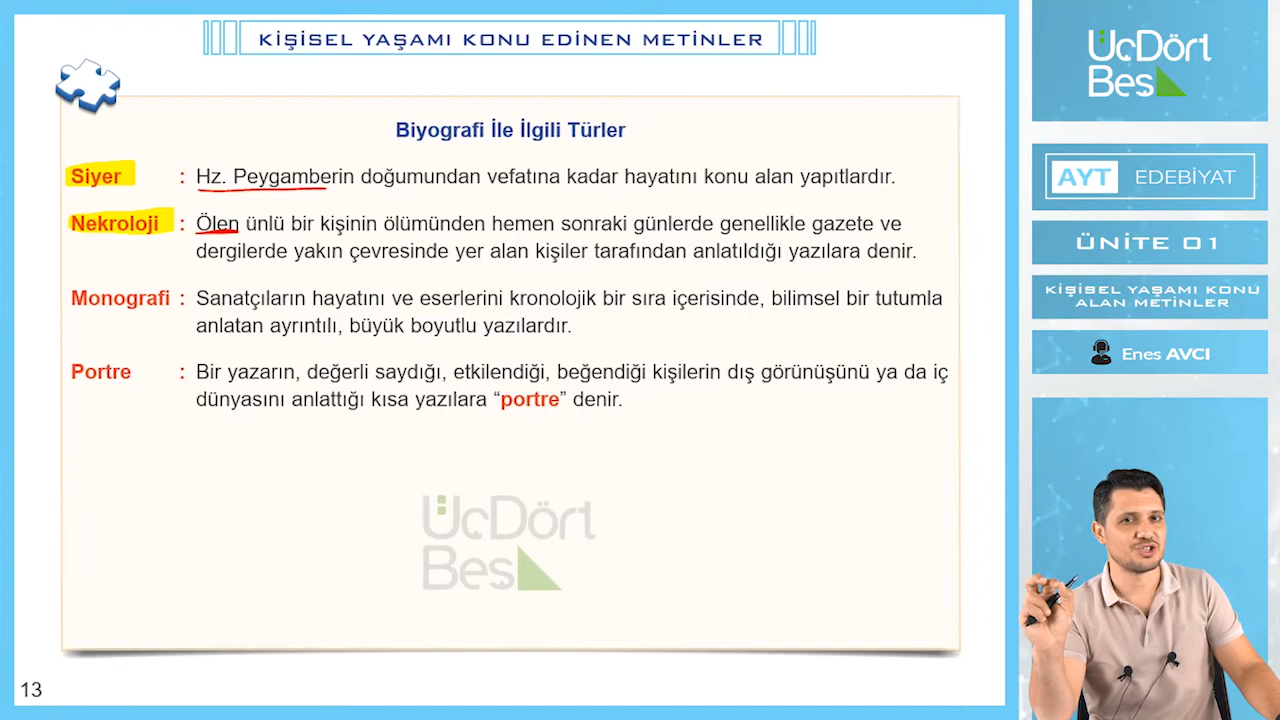 KİŞİSEL YAŞAMI KONU EDİNEN METİNLER
Biyografi İle İlgili Türler
Siyer : Hz. Peygamberin doğumundan vefatına kadar hayatını konu alan yapıtlardır.
Nekroloji : Ölen ünlü bir kişinin ölümünden hemen sonraki günlerde genellikle gazete ve
dergilerde yakın çevresinde yer alan kişiler tarafından anlatıldığı yazılara denir.
Monografi : Sanatçıların hayatını ve eserlerini kronolojik bir sıra içerisinde, bilimsel bir tutumla
anlatan ayrıntılı, büyük boyutlu yazılardır.
Portre : Bir yazarın, değerli saydığı, etkilendiği, beğendiği kişilerin dış görünüşünü ya da iç
dünyasını anlattığı kısa yazılara “portre” denir.
ÜçDört
Beş
13
ÜçDört
Beş
AYT EDEBİYAT
ÜNİTE 01
KİŞİSEL YAŞAMI KONU
ALAN METİNLER
Enes AVCI